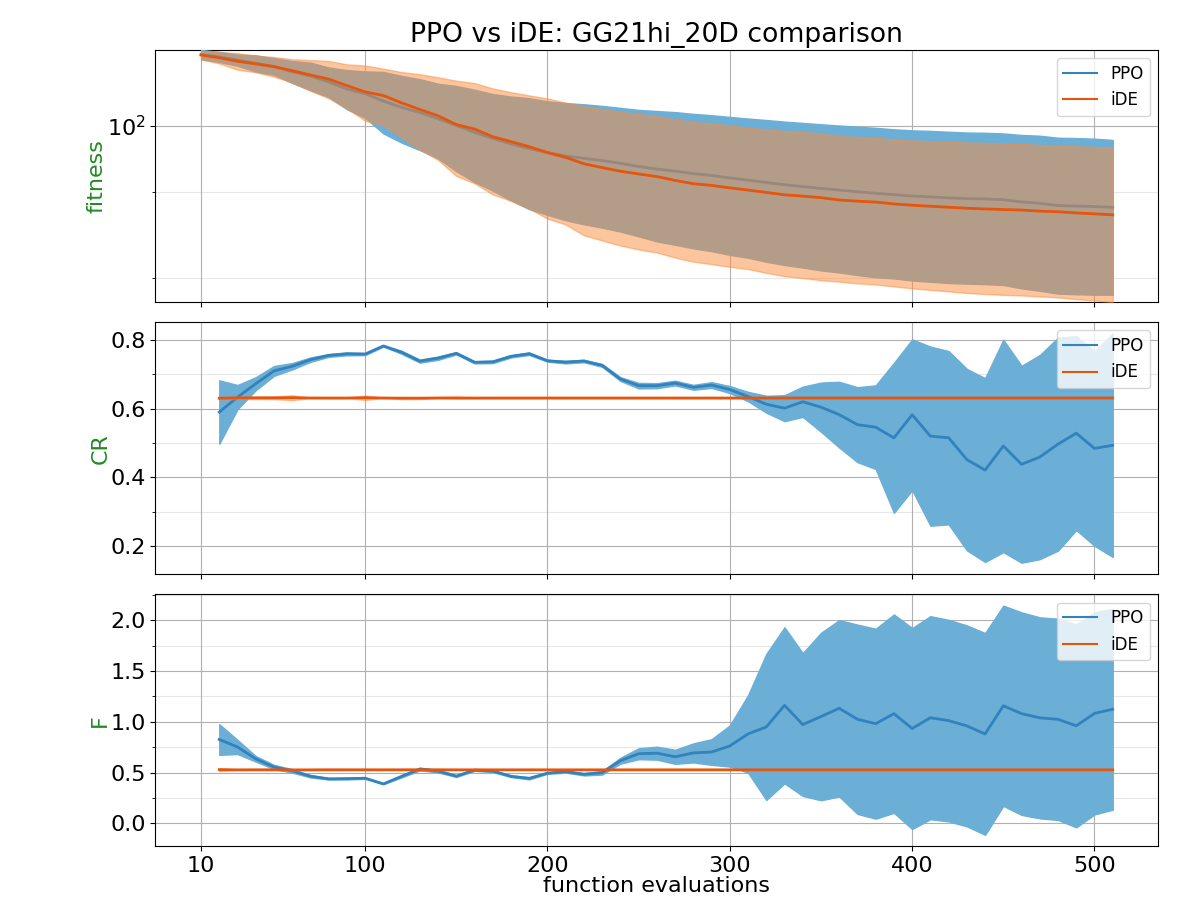 PPO vs iDE: GG21hi_20D comparison
10²
fitness
PPO
iDE
0.8
0.6
0.4
0.2
CR
PPO
iDE
2.0
1.5
1.0
0.5
0.0
F
PPO
iDE
10 100 200 300 400 500
function evaluations